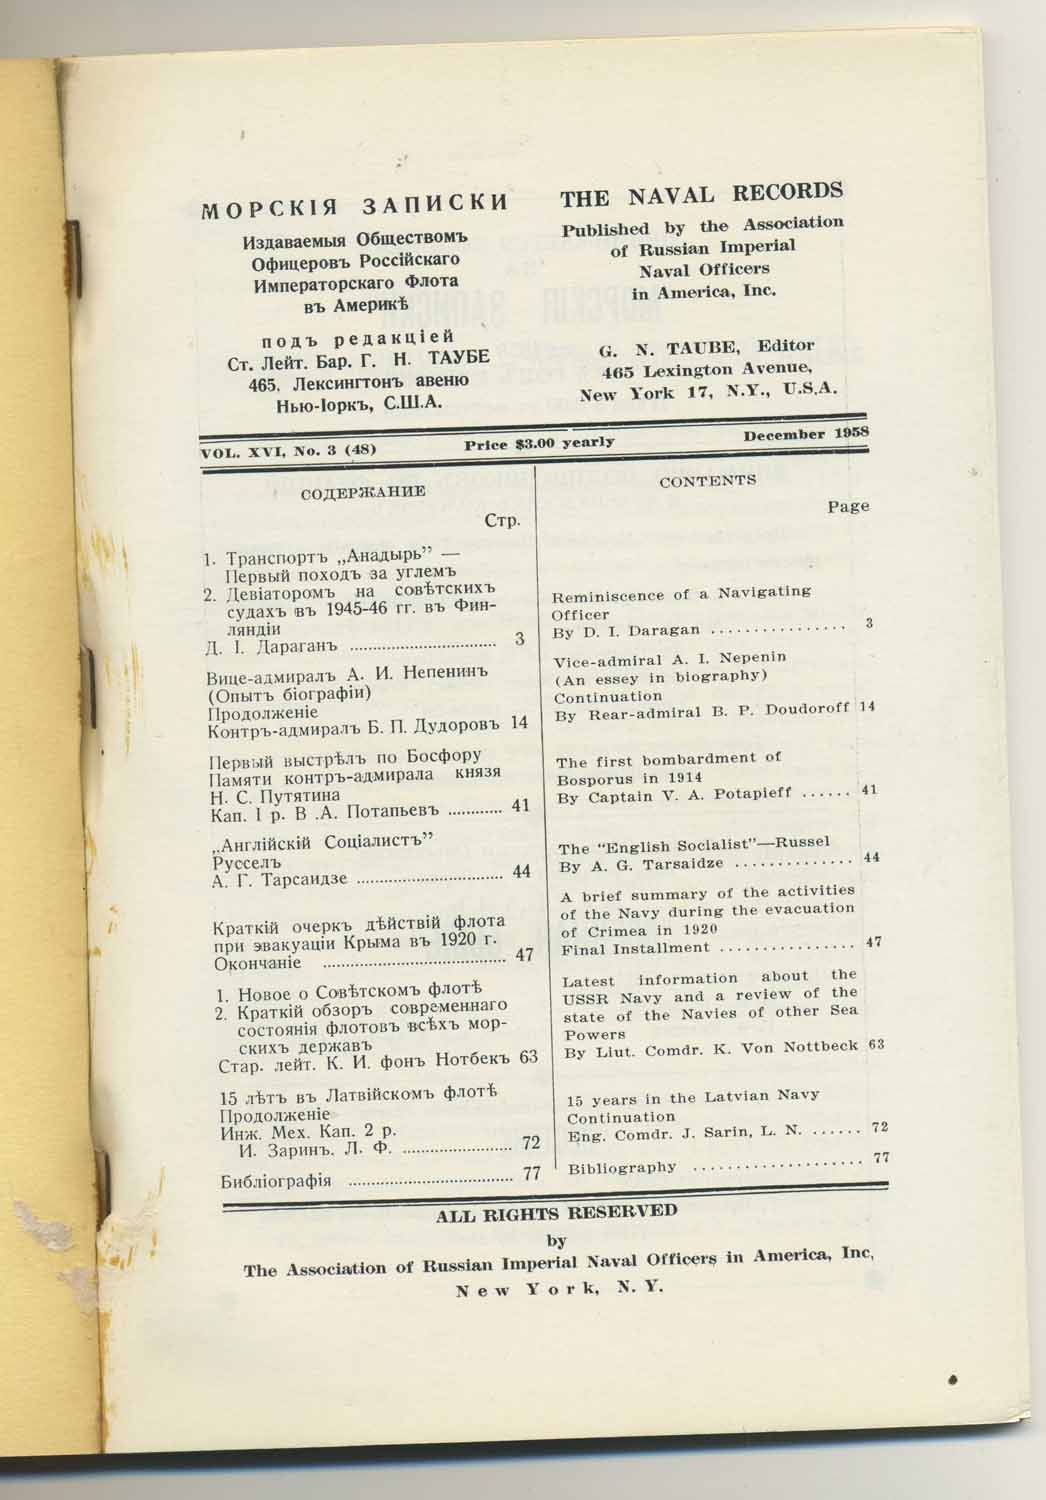 МОРСКІЯ ЗАПИСКИ
Издаваемыя Обществомъ
Офицеровъ Россійскаго
Императорскаго Флота
въ Америкѣ
подъ редакціей
Ст. Лейт. Бар. Г. Н. ТАУБЕ
465, Лексингтонъ авеню
Нью-Іоркъ, С.Ш.А.
THE NAVAL RECORDS
Published by the Association
of Russian Imperial
Naval Officers
in America, Inc.
G. N. TAUBE, Editor
465 Lexington Avenue,
New York 17, N.Y., U.S.A.
VOL. XVI, No. 3 (48) Price $3.00 yearly December 1958
СОДЕРЖАНИЕ
Стр.
1. Транспортъ „Анадырь” —
Первый походъ за углемъ
2. Девіаторомъ на совѣтскихъ
судахъ въ 1945-46 гг. въ Фин-
ляндіи
Д. І. Дараганъ ................................ 3
Вице-адмиралъ А. И. Непенинъ
(Опытъ біографіи)
Продолженіе
Контръ-адмиралъ Б. П. Дудоровъ 14
Первый выстрѣлъ по Босфору
Памяти контръ-адмирала князя
Н. С. Путятина
Кап. І р. В .А. Потапьевъ ............ 41
„Англійскій Соціалистъ”
Русселъ
А. Г. Тарсаидзе ................................ 44
Краткій очеркъ дѣйствій флота
при эвакуаціи Крыма въ 1920 г.
Окончаніе ........................................ 47
1. Новое о Совѣтскомъ флотѣ
2. Краткій обзоръ современнаго
состоянія флотовъ всѣхъ мор-
скихъ державъ
Стар. лейт. К. И. фонъ Нотбекъ 63
15 лѣтъ въ Латвійскомъ флотѣ
Продолженіе
Инж. Мех. Кап. 2 р.
И. Заринъ. Л. Ф. ........................ 72
Библіографія .................................... 77
CONTENTS
Page
Reminiscence of a Navigating
Officer
By D. I. Daragan ................ 3
Vice-admiral A. I. Nepenin
(An essey in biography)
Continuation
By Rear-admiral B. P. Doudoroff 14
The first bombardment of
Bosporus in 1914
By Captain V. A. Potapieff ...... 41
The "English Socialist"—Russel
By A. G. Tarsaidze .............. 44
A brief summary of the activities
of the Navy during the evacuation
of Crimea in 1920
Final Installment ................ 47
Latest information about the
USSR Navy and a review of the
state of the Navies of other Sea
Powers
By Liut. Comdr. K. Von Nottbeck 63
15 years in the Latvian Navy
Continuation
Eng. Comdr. J. Sarin, L. N. ...... 72
Bibliography .................... 77
ALL RIGHTS RESERVED
by
The Association of Russian Imperial Naval Officers in America, Inc,
New York, N. Y.